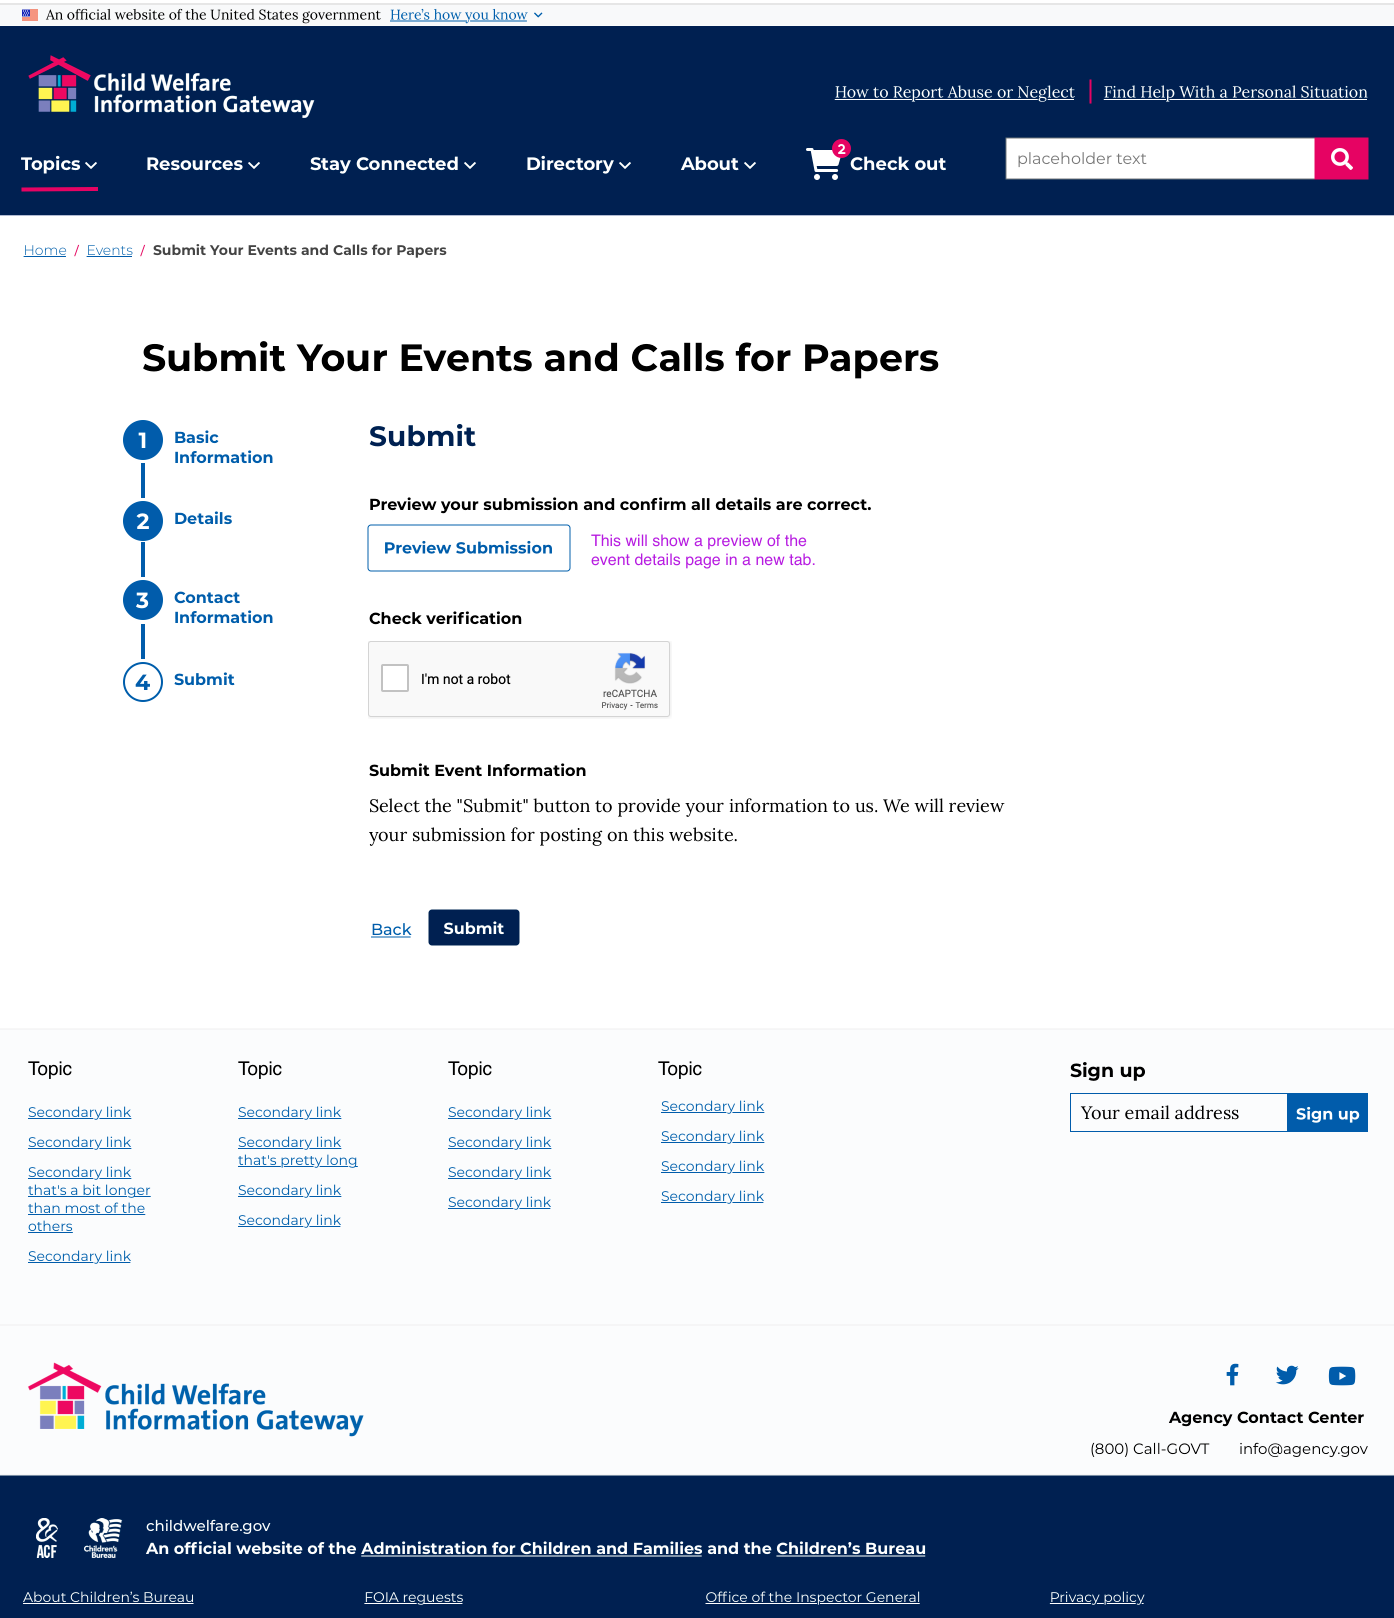 An official website of the United States government Here's how you know
Child Welfare
Information Gateway
How to Report Abuse or Neglect
Find Help With a Personal Situation
Topics
Resources
Stay Connected
Directory
About
2
Check out
placeholder text
Home / Events / Submit Your Events and Calls for Papers
Submit Your Events and Calls for Papers
1
Basic
Information
2
Details
3
Contact
Information
4
Submit
Submit
Preview your submission and confirm all details are correct.
Preview Submission
This will show a preview of the
event details page in a new tab.
Check verification
I'm not a robot
reCAPTCHA
Privacy - Terms
Submit Event Information
Select the "Submit" button to provide your information to us. We will review
your submission for posting on this website.
Back
Submit
Topic
Secondary link
Secondary link
Secondary link
that's a bit longer
than most of the
others
Secondary link
Topic
Secondary link
Secondary link
that's pretty long
Secondary link
Secondary link
Topic
Secondary link
Secondary link
Secondary link
Secondary link
Topic
Secondary link
Secondary link
Secondary link
Secondary link
Sign up
Your email address
Sign up
Child Welfare
Information Gateway
Agency Contact Center
(800) Call-GOVT
info@agency.gov
ACF
Children's
Bureau
childwelfare.gov
An official website of the Administration for Children and Families and the Children’s Bureau
About Children’s Bureau
FOIA reguests
Office of the Inspector General
Privacy policy